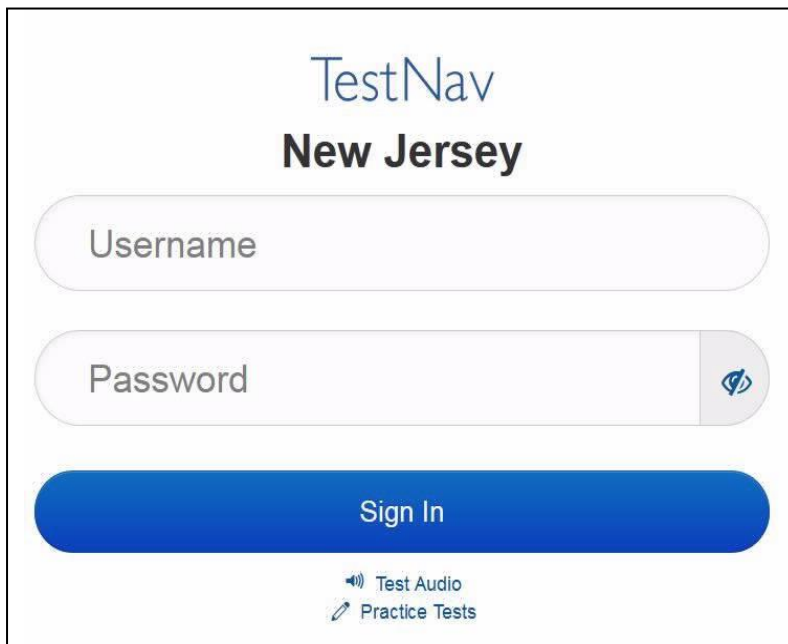 TestNav
New Jersey
Username
Password
Sign In
Test Audio
Practice Tests